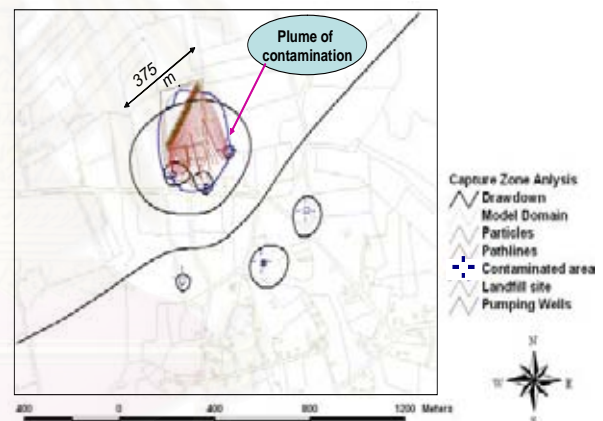 Plume of
contamination
375
m.
Capture Zone Anlysis
Drawdown
Model Domain
Particles
Pathlines
Contaminated area
Landfill site
Pumping Wells
N
W E
S
400 0 400 800 1200 Meters